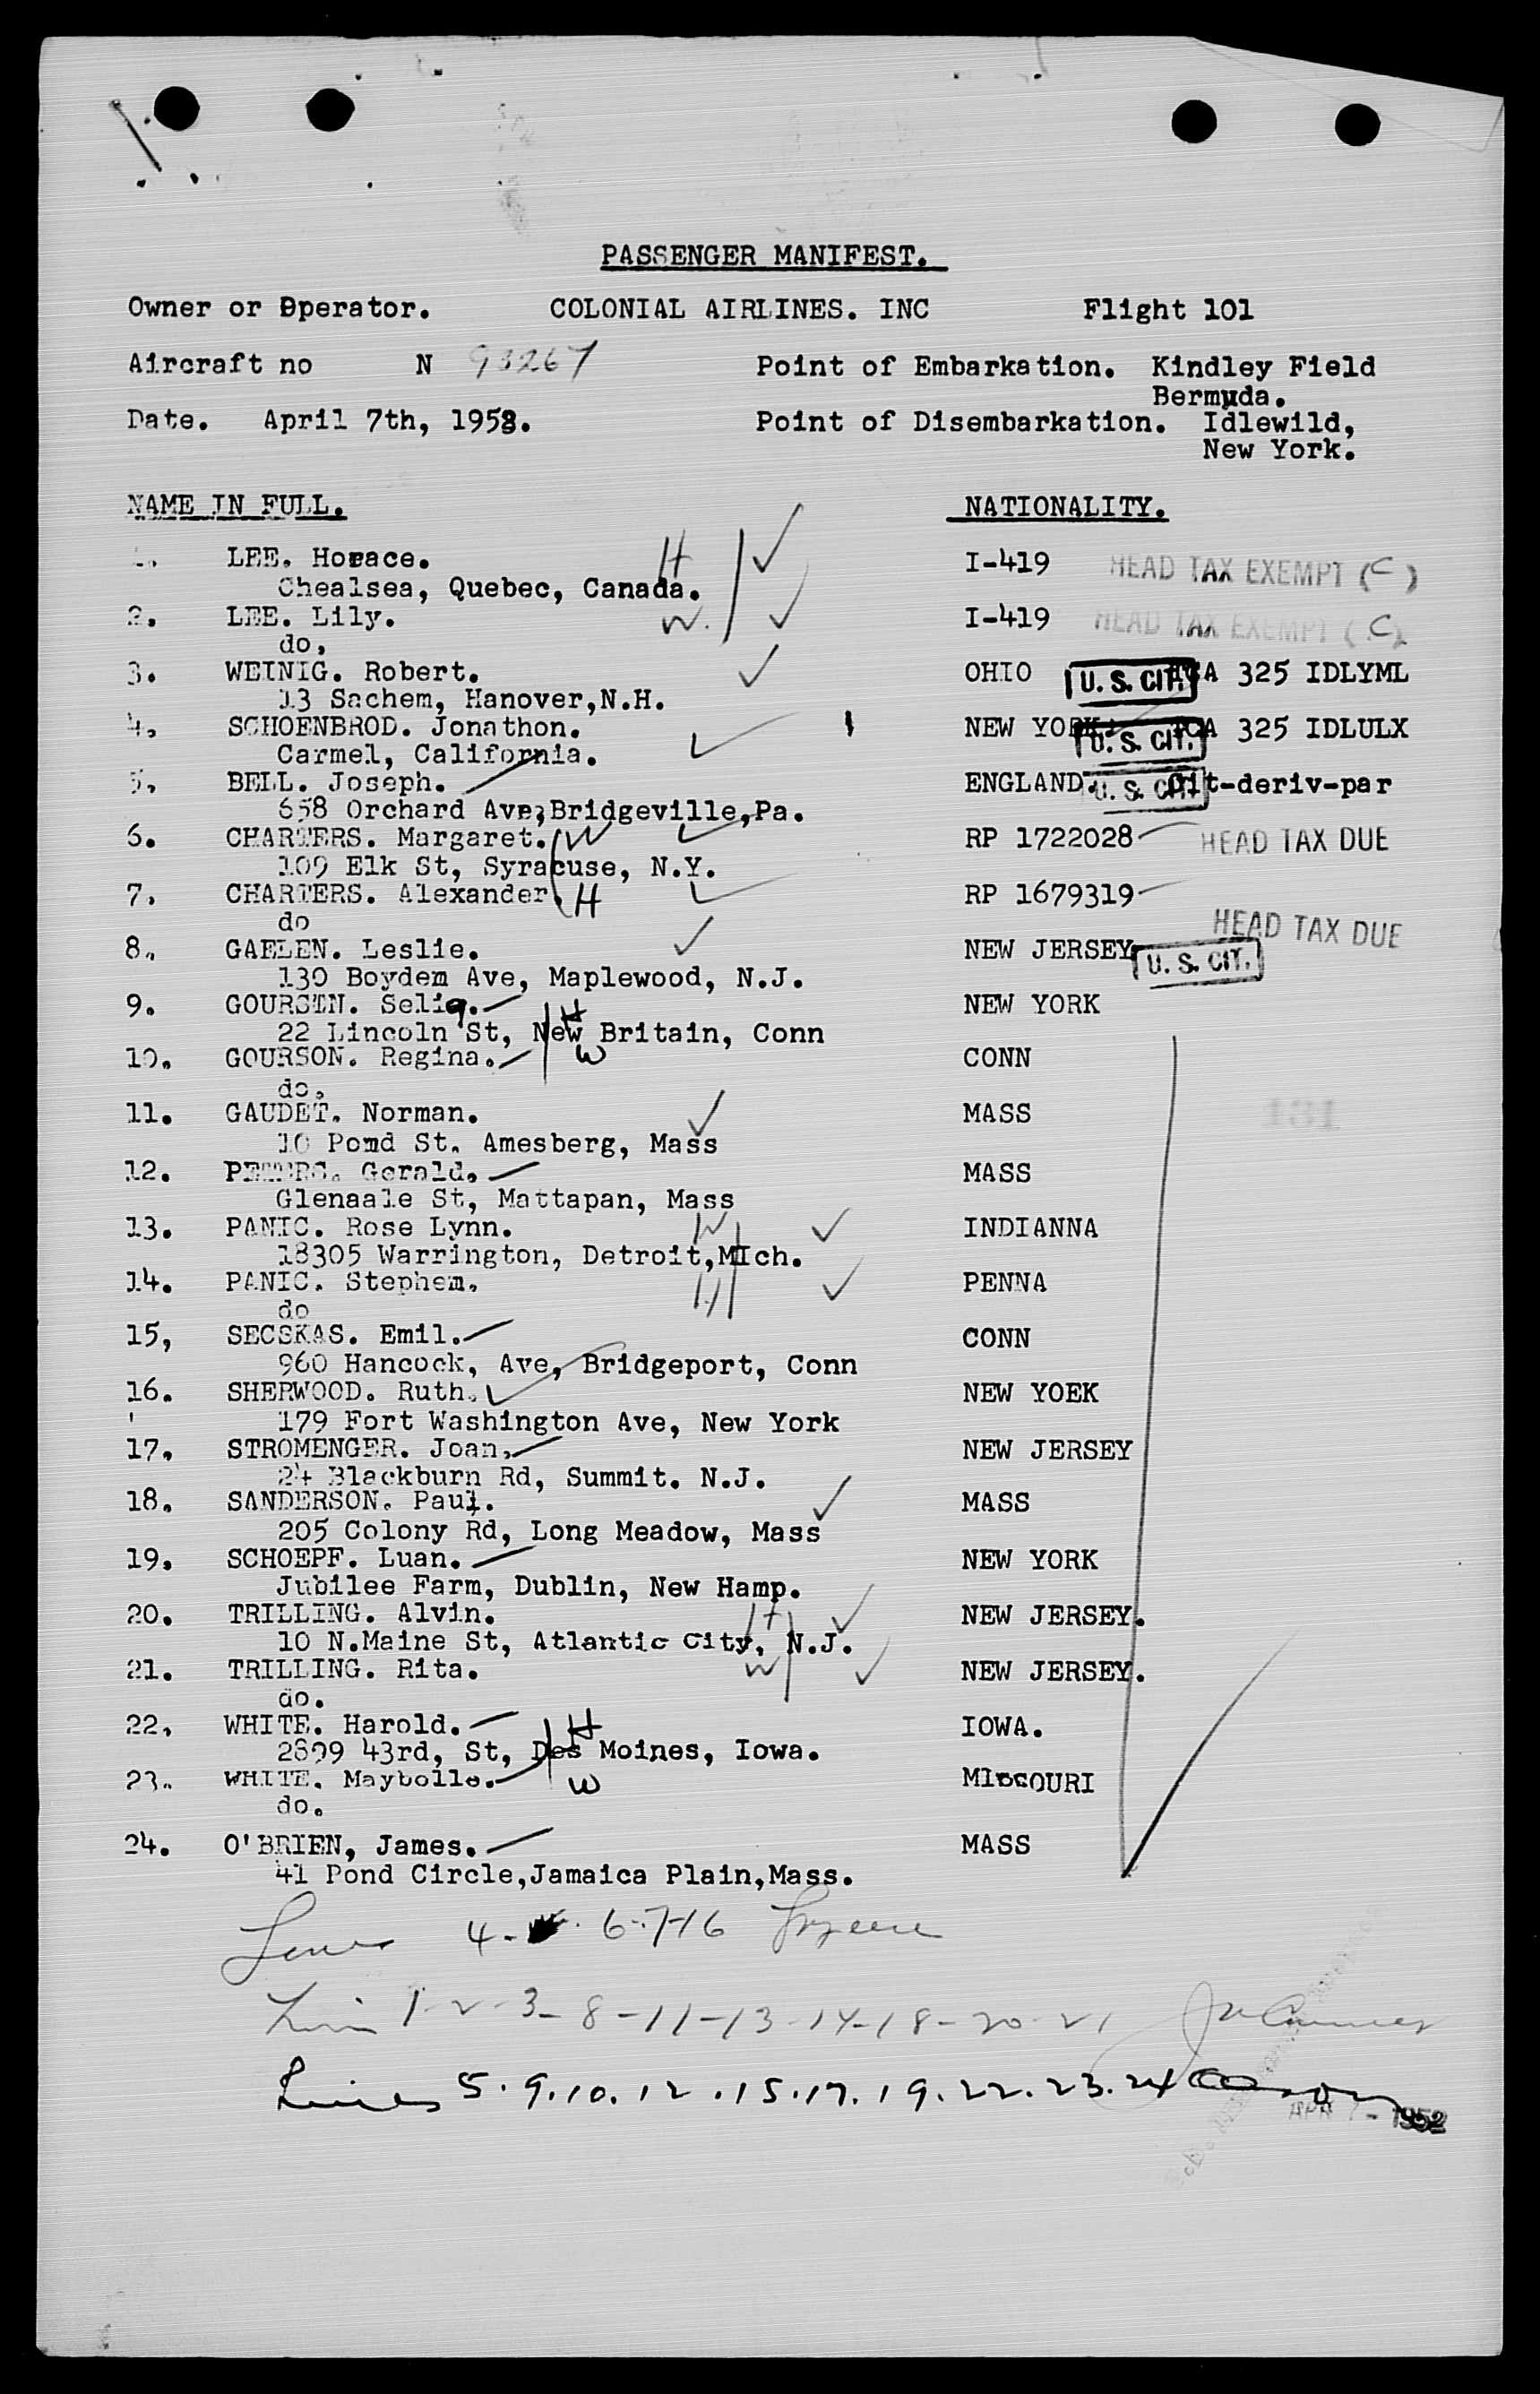 PASSENGER MANIFEST.
Owner or Operator. COLONIAL AIRLINES. INC Flight 101
Aircraft no N 93267 Point of Embarkation. Kindley Field
Bermuda.
Date. April 7th, 1952. Point of Disembarkation. Idlewild,
New York.
NAME IN FULL. NATIONALITY.
1. LEE. Horace. H I-419 HEAD TAX EXEMPT (C)
Chealsea, Quebec, Canada.
2. LEE. Lily. W. I-419 HEAD TAX EXEMPT (C)
do,
3. WEINIG. Robert. OHIO U. S. CIT. TCA 325 IDLYML
13 Sachem, Hanover,N.H.
4. SCHOENBROD. Jonathon. NEW YORK. U. S. CIT. TCA 325 IDLULX
Carmel, California.
5, BELL. Joseph. ENGLAND. U. S. CIT. Cit-deriv-par
658 Orchard Ave,Bridgeville,Pa.
6. CHARTERS. Margaret. W RP 1722028 HEAD TAX DUE
109 Elk St, Syracuse, N.Y.
7. CHARTERS. Alexander. H RP 1679319
do HEAD TAX DUE
8. GAELEN. Leslie. NEW JERSEY U. S. CIT.
130 Boydem Ave, Maplewood, N.J.
9. GOURSON. Selig. H NEW YORK
22 Lincoln St, New Britain, Conn
10. GOURSON. Regina. W CONN
do.
11. GAUDET. Norman. MASS
10 Pond St. Amesberg, Mass
12. PETERS. Gerald. MASS
Glenaale St, Mattapan, Mass
13. PANIC. Rose Lynn. W INDIANNA
18305 Warrington, Detroit,MIch.
14. PANIC. Stephem. H PENNA
do
15, SECSKAS. Emil. CONN
960 Hancock, Ave, Bridgeport, Conn
16. SHERWOOD. Ruth. NEW YOEK
179 Fort Washington Ave, New York
17. STROMENGER. Joan. NEW JERSEY
24 Blackburn Rd, Summit. N.J.
18. SANDERSON. Paul. MASS
205 Colony Rd, Long Meadow, Mass
19. SCHOEPF. Luan. NEW YORK
Jubilee Farm, Dublin, New Hamp.
20. TRILLING. Alvin. H NEW JERSEY.
10 N.Maine St, Atlantic City, N.J.
21. TRILLING. Rita. W NEW JERSEY.
do.
22. WHITE. Harold. H IOWA.
2899 43rd, St, Des Moines, Iowa.
23. WHITE. Maybelle. W MIssOURI
do.
24. O'BRIEN, James. MASS
41 Pond Circle,Jamaica Plain,Mass.
4- 6-7-16
1-2-3-8-11-13-14-18-20-21
Lines 5.9.10.12.15.17.19.22.23.24
APR 7 - 1952